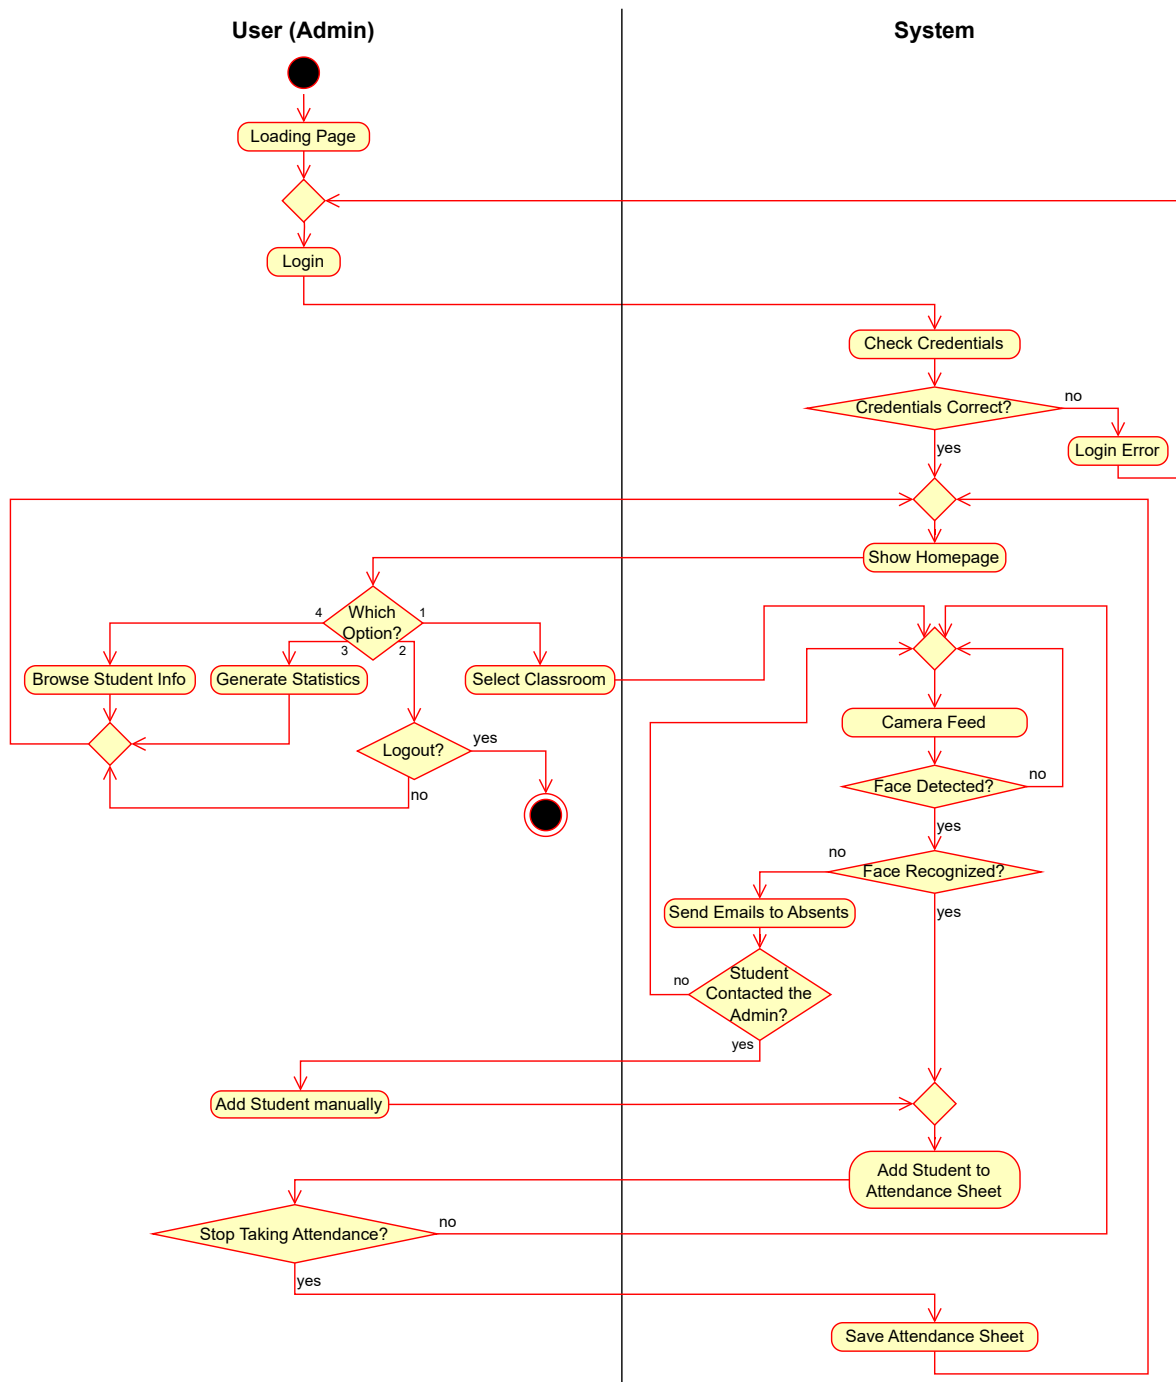 User (Admin)
System
Loading Page
Login
Check Credentials
Credentials Correct?
no
yes
Login Error
Show Homepage
Which
Option?
4
1
3
2
Browse Student Info
Generate Statistics
Select Classroom
Camera Feed
Logout?
yes
no
Face Detected?
no
yes
Face Recognized?
no
yes
Send Emails to Absents
Student
Contacted the
Admin?
no
yes
Add Student manually
Add Student to
Attendance Sheet
Stop Taking Attendance?
no
yes
Save Attendance Sheet